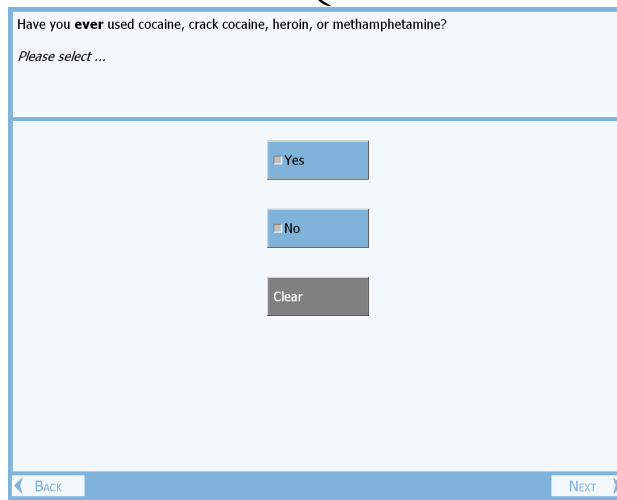 Have you ever used cocaine, crack cocaine, heroin, or methamphetamine?
Please select ...
Yes
No
Clear
BACK
NEXT